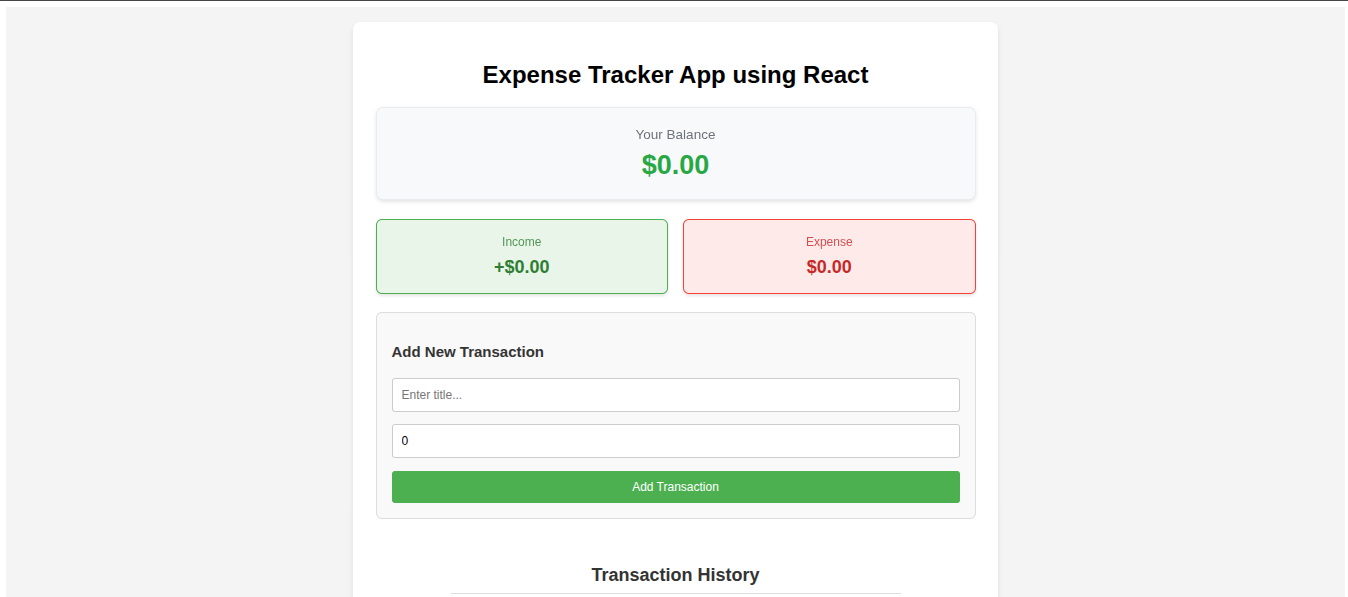 Expense Tracker App using React
Your Balance
$0.00
Income
+$0.00
Expense
$0.00
Add New Transaction
Enter title...
0
Add Transaction
Transaction History